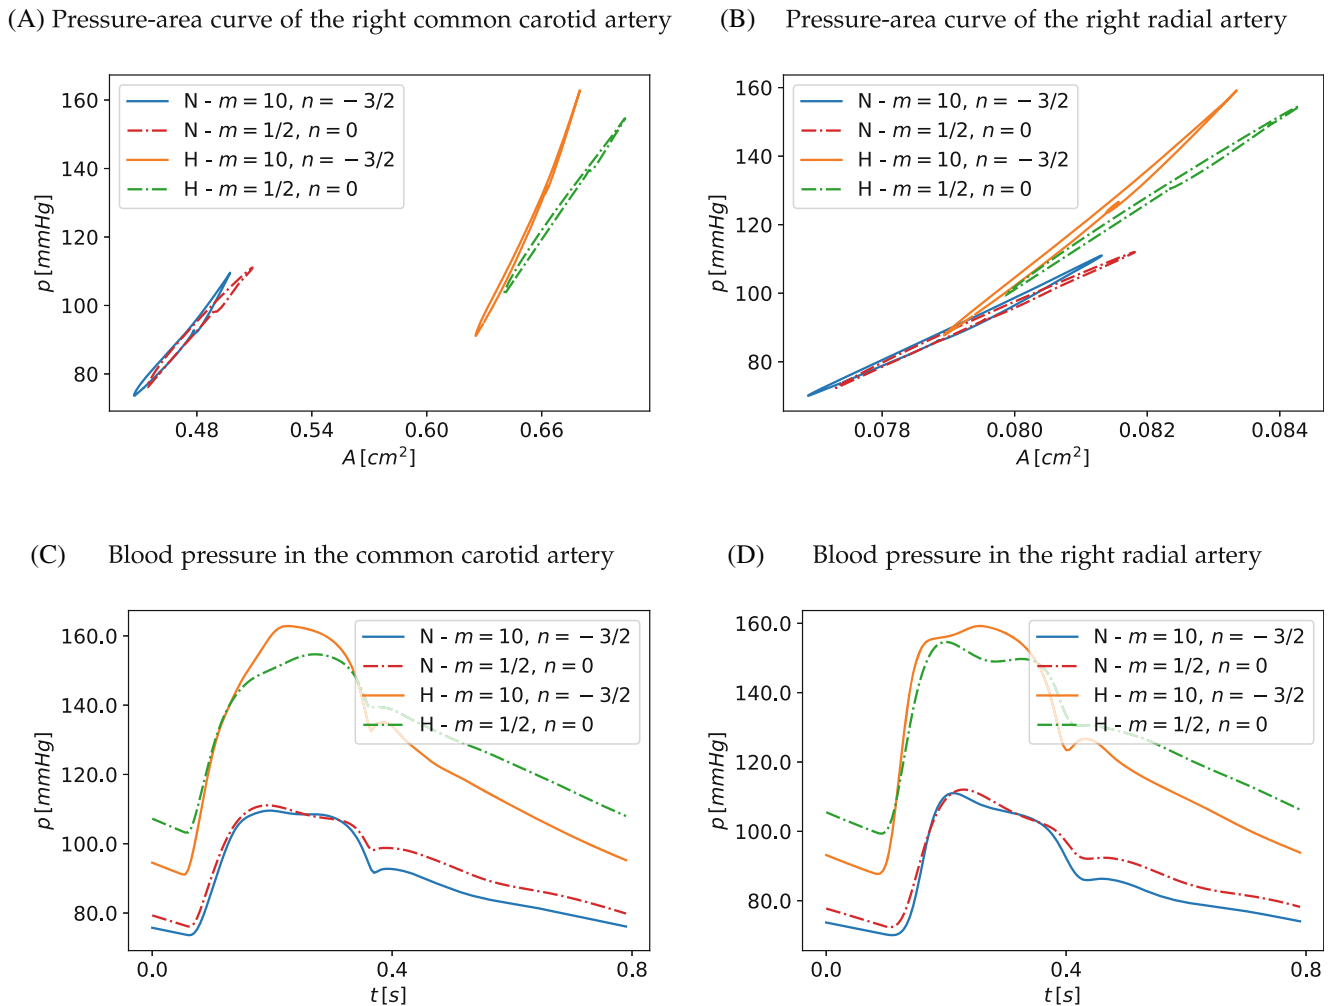 (A) Pressure-area curve of the right common carotid artery
160
140
120
100
80
p [mmHg]
N - m = 10, n = −3/2
N - m = 1/2, n = 0
H - m = 10, n = −3/2
H - m = 1/2, n = 0
0.48 0.54 0.60 0.66
A [cm²]
(B) Pressure-area curve of the right radial artery
160
140
120
100
80
p [mmHg]
N - m = 10, n = −3/2
N - m = 1/2, n = 0
H - m = 10, n = −3/2
H - m = 1/2, n = 0
0.078 0.080 0.082 0.084
A [cm²]
(C) Blood pressure in the common carotid artery
160.0
140.0
120.0
100.0
80.0
p [mmHg]
N - m = 10, n = −3/2
N - m = 1/2, n = 0
H - m = 10, n = −3/2
H - m = 1/2, n = 0
0.0 0.4 0.8
t [s]
(D) Blood pressure in the right radial artery
160.0
140.0
120.0
100.0
80.0
p [mmHg]
N - m = 10, n = −3/2
N - m = 1/2, n = 0
H - m = 10, n = −3/2
H - m = 1/2, n = 0
0.0 0.4 0.8
t [s]